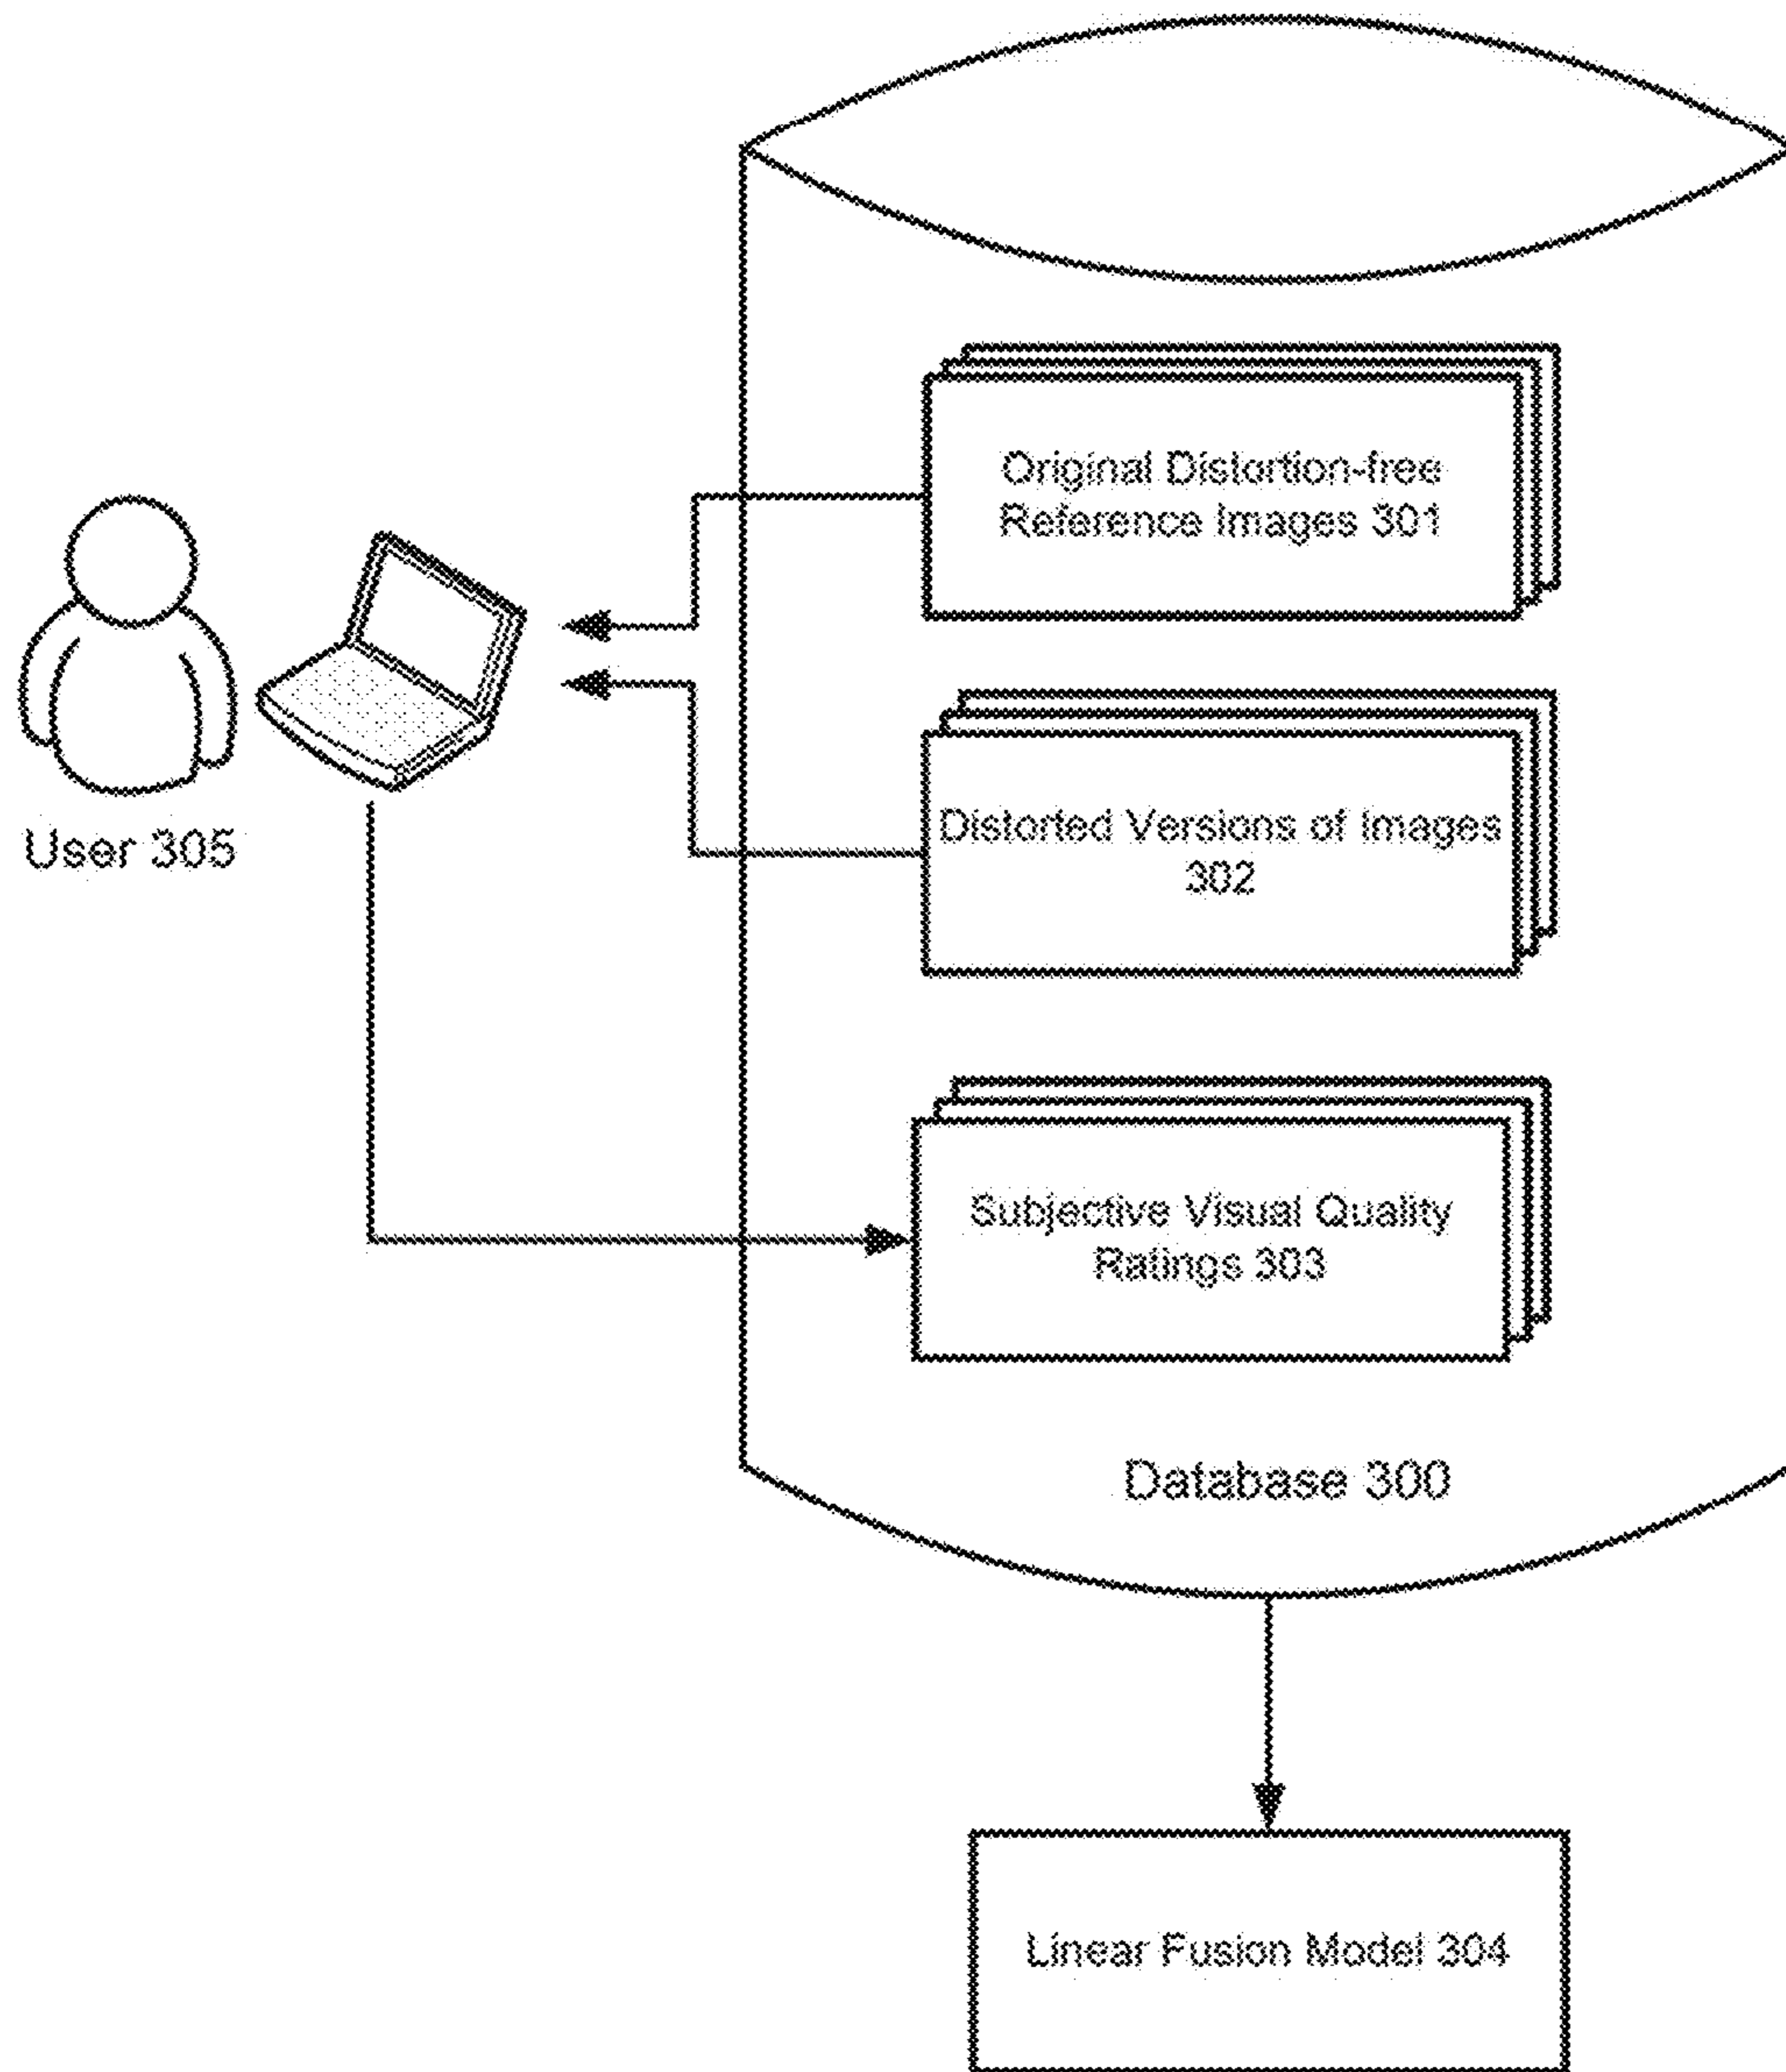 Original Distortion-free
Reference Images 301
User 305
Distorted Versions of Images
302
Subjective Visual Quality
Ratings 303
Database 300
Linear Fusion Model 304